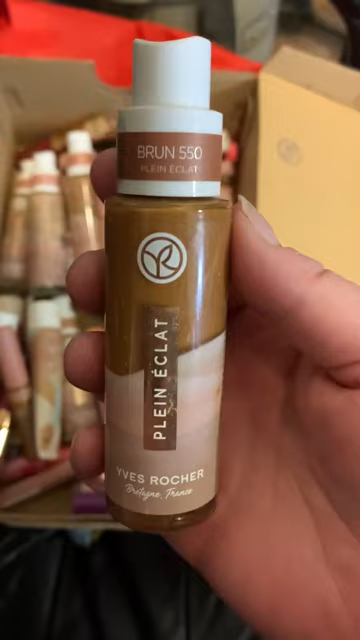 BRUN 550
PLEIN ÉCLAT
PLEIN ÉCLAT
YVES ROCHER
Bretagne, France